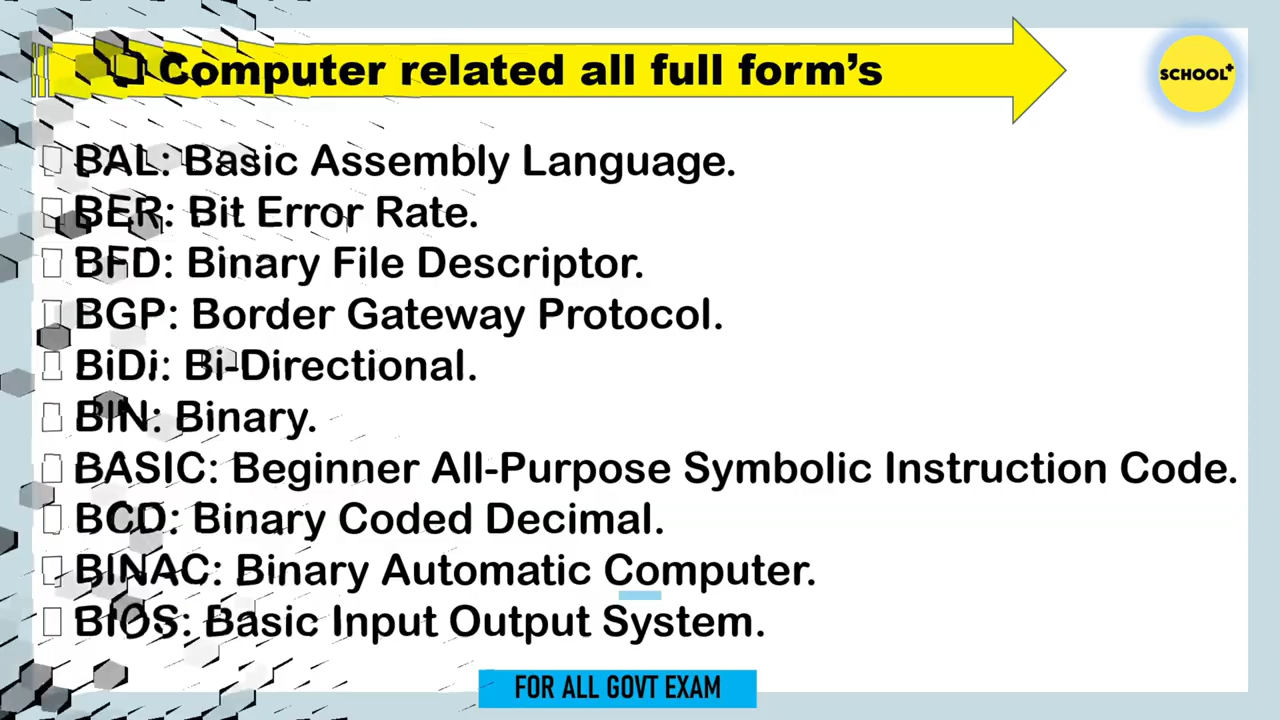 Computer related all full form's
SCHOOL+
BAL: Basic Assembly Language.
BER: Bit Error Rate.
BFD: Binary File Descriptor.
BGP: Border Gateway Protocol.
BiDi: Bi-Directional.
BIN: Binary.
BASIC: Beginner All-Purpose Symbolic Instruction Code.
BCD: Binary Coded Decimal.
BINAC: Binary Automatic Computer.
BIOS: Basic Input Output System.
FOR ALL GOVT EXAM